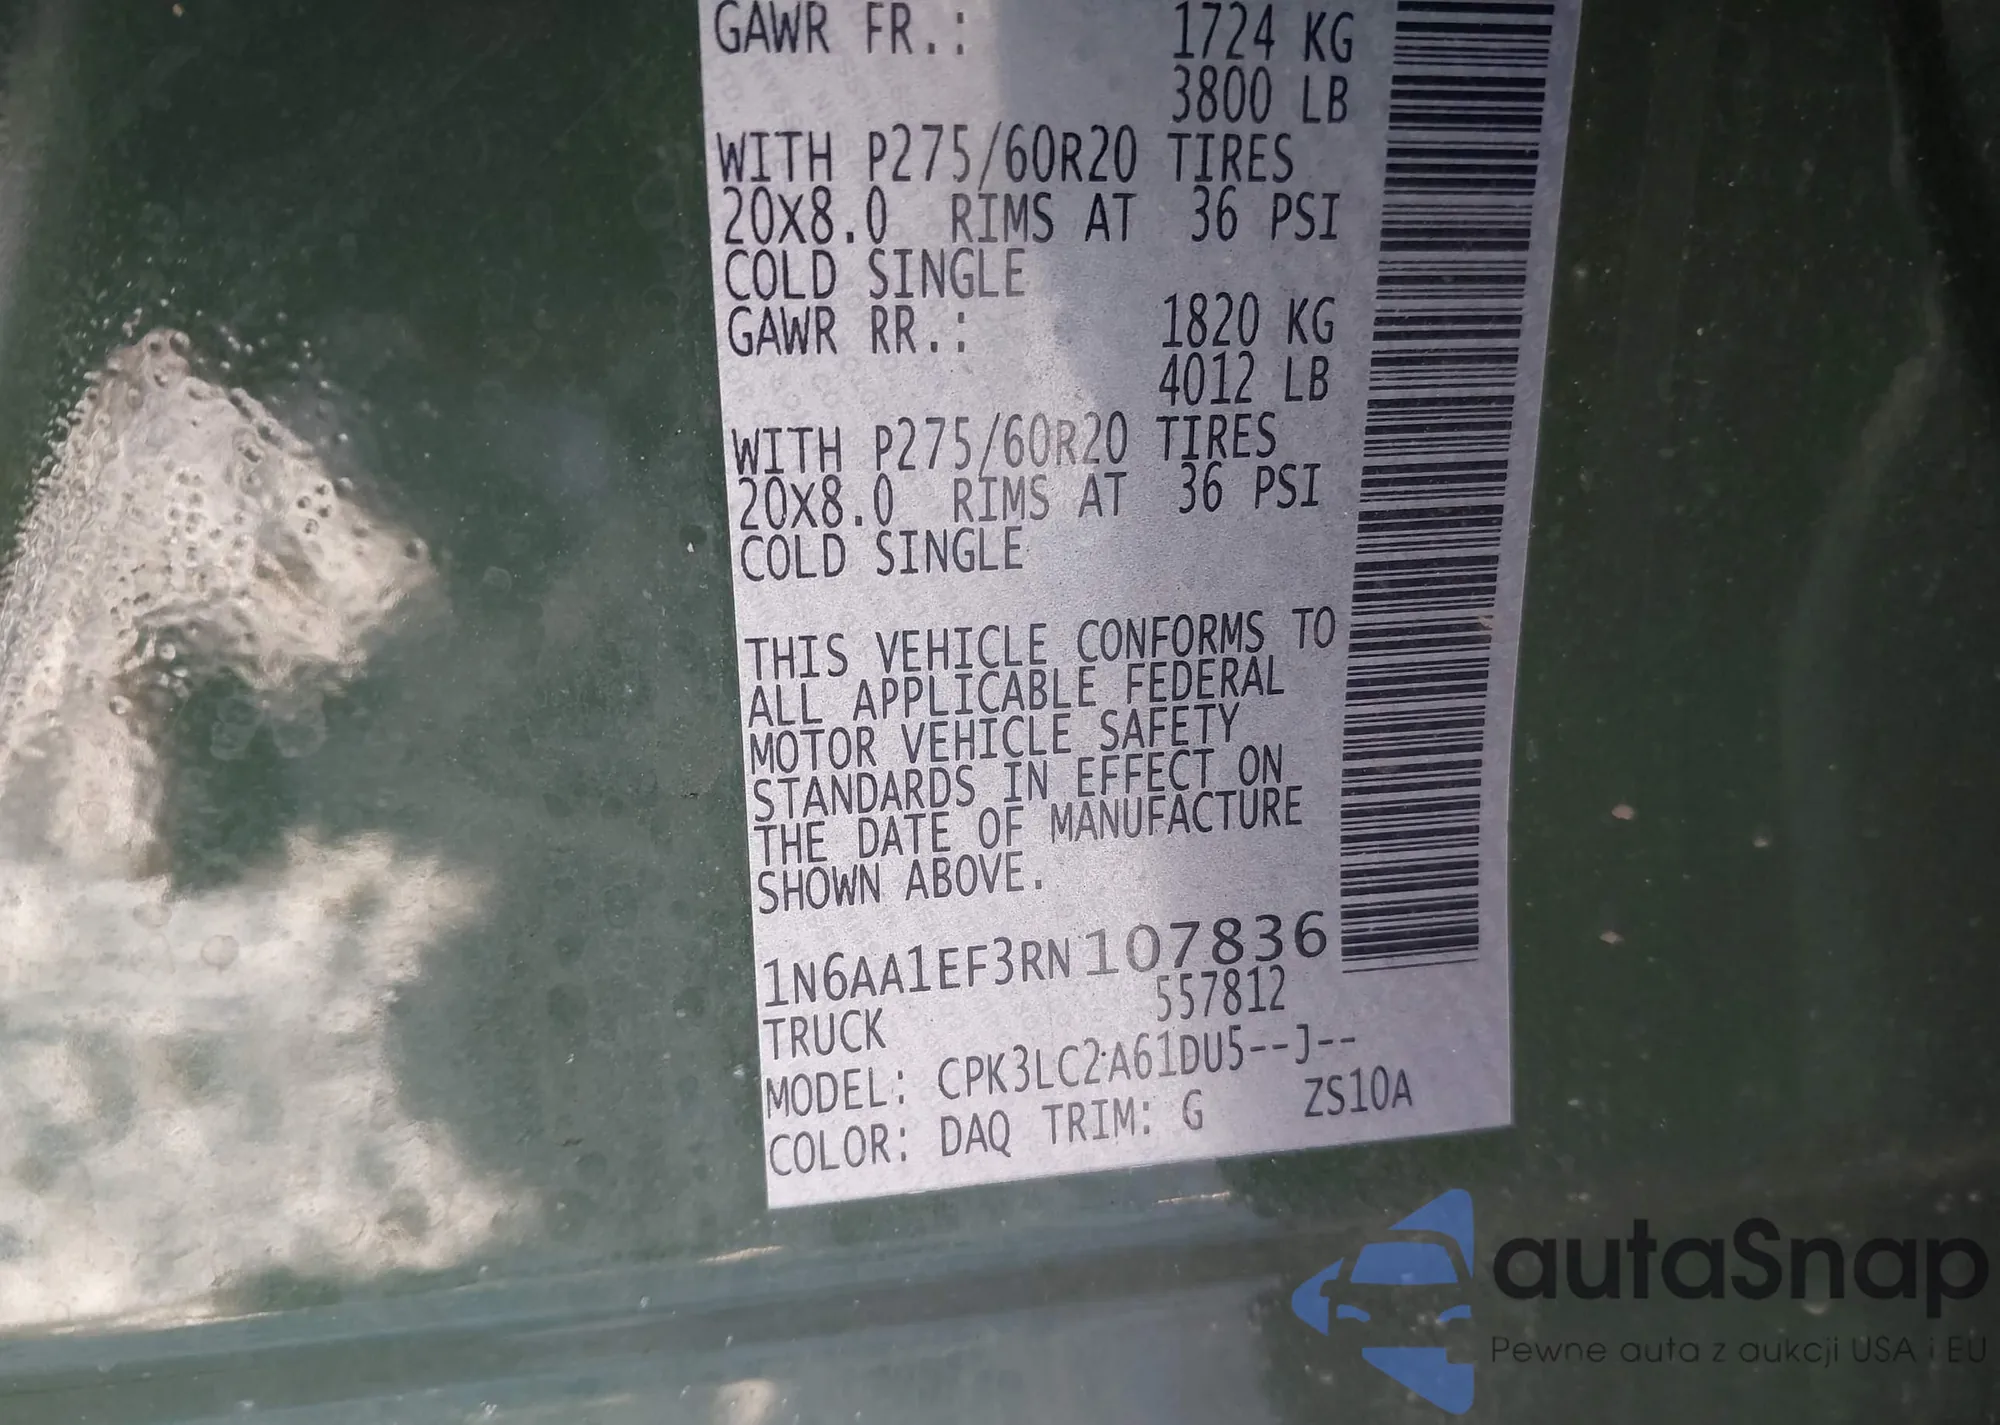 GAWR FR.: 1724 KG
3800 LB
WITH P275/60R20 TIRES
20X8.0 RIMS AT 36 PSI
COLD SINGLE
GAWR RR.: 1820 KG
4012 LB
WITH P275/60R20 TIRES
20X8.0 RIMS AT 36 PSI
COLD SINGLE
THIS VEHICLE CONFORMS TO
ALL APPLICABLE FEDERAL
MOTOR VEHICLE SAFETY
STANDARDS IN EFFECT ON
THE DATE OF MANUFACTURE
SHOWN ABOVE.
1N6AA1EF3RN107836
557812
TRUCK
MODEL: CPK3LC2A61DU5--J--
COLOR: DAQ TRIM: G ZS10A
autaSnap
Pewne auta z aukcji USA i EU